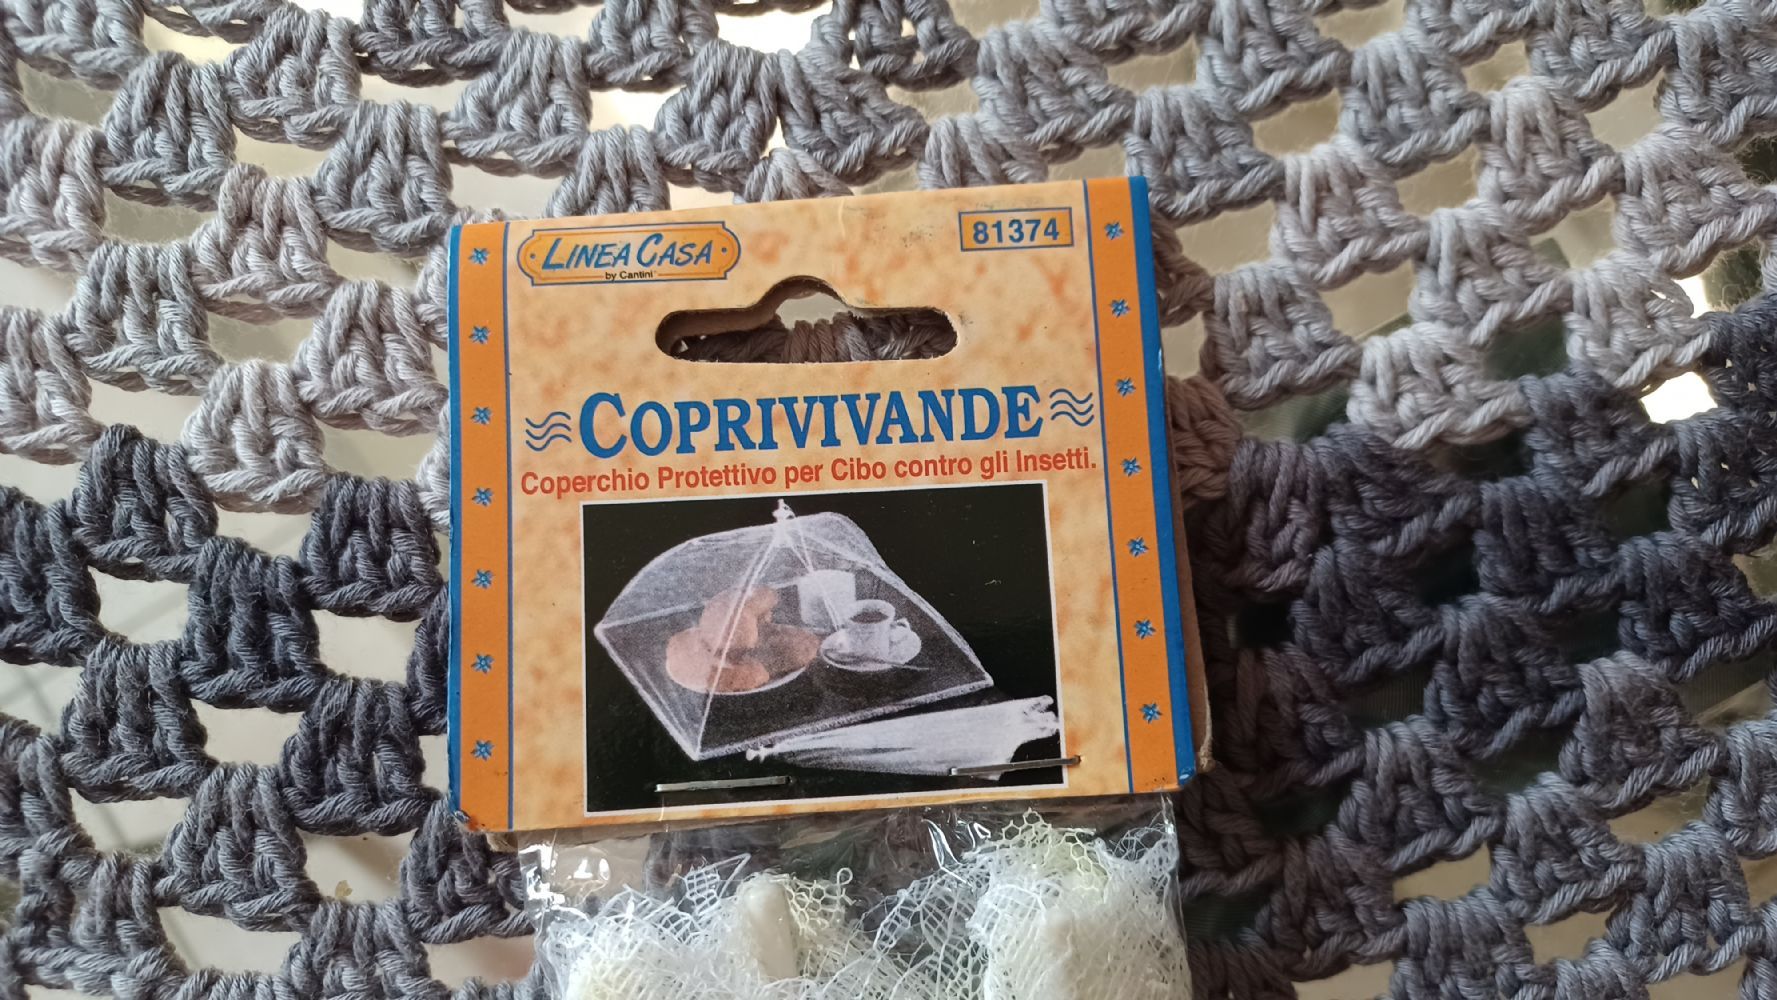 LINEA CASA
by Cantini
81374
COPRIVIVANDE
Coperchio Protettivo per Cibo contro gli Insetti.